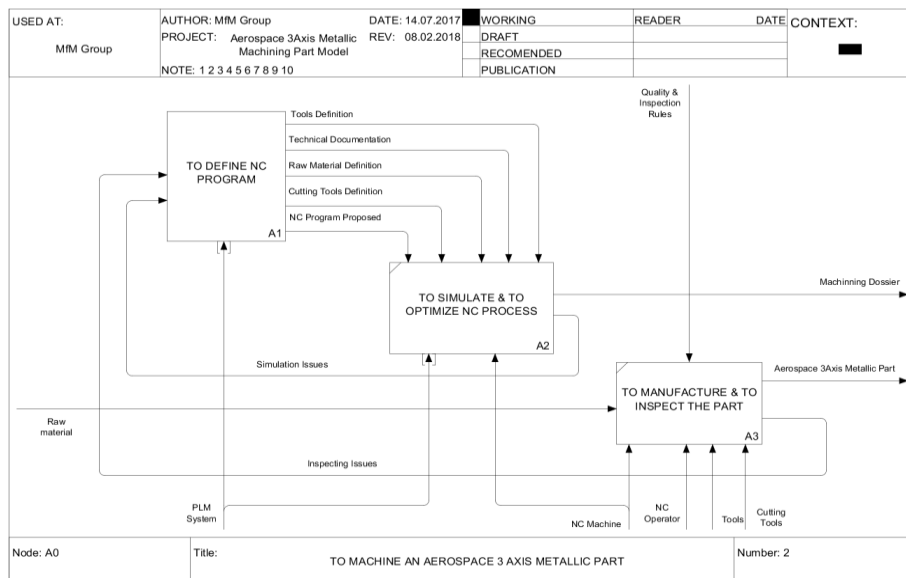 USED AT:
MfM Group
AUTHOR: MfM Group
DATE: 14.07.2017
PROJECT: Aerospace 3Axis Metallic
Machining Part Model
REV: 08.02.2018
NOTE: 1 2 3 4 5 6 7 8 9 10
WORKING
DRAFT
RECOMENDED
PUBLICATION
READER
DATE
CONTEXT:
Quality &
Inspection
Rules
Tools Definition
Technical Documentation
Raw Material Definition
Cutting Tools Definition
NC Program Proposed
TO DEFINE NC
PROGRAM
A1
TO SIMULATE & TO
OPTIMIZE NC PROCESS
A2
Machinning Dossier
Simulation Issues
Aerospace 3Axis Metallic Part
TO MANUFACTURE & TO
INSPECT THE PART
A3
Raw
material
Inspecting Issues
PLM
System
NC Machine
NC
Operator
Tools
Cutting
Tools
Node: A0
Title:
TO MACHINE AN AEROSPACE 3 AXIS METALLIC PART
Number: 2